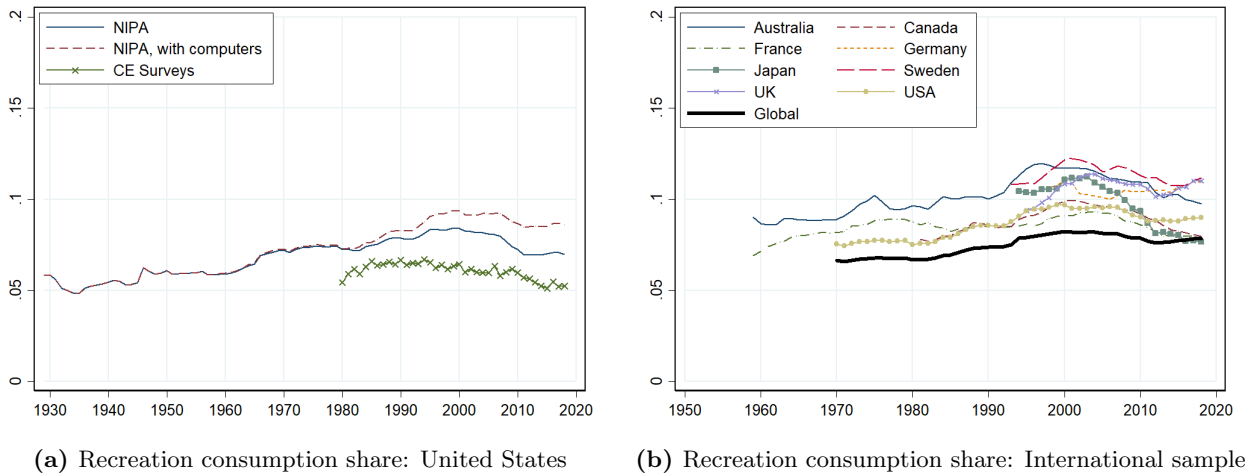 NIPA
NIPA, with computers
CE Surveys
.2
.15
.1
.05
0
1930 1940 1950 1960 1970 1980 1990 2000 2010 2020
(a) Recreation consumption share: United States
Australia Canada
France Germany
Japan Sweden
UK USA
Global
.2
.15
.1
.05
0
1950 1960 1970 1980 1990 2000 2010 2020
(b) Recreation consumption share: International sample